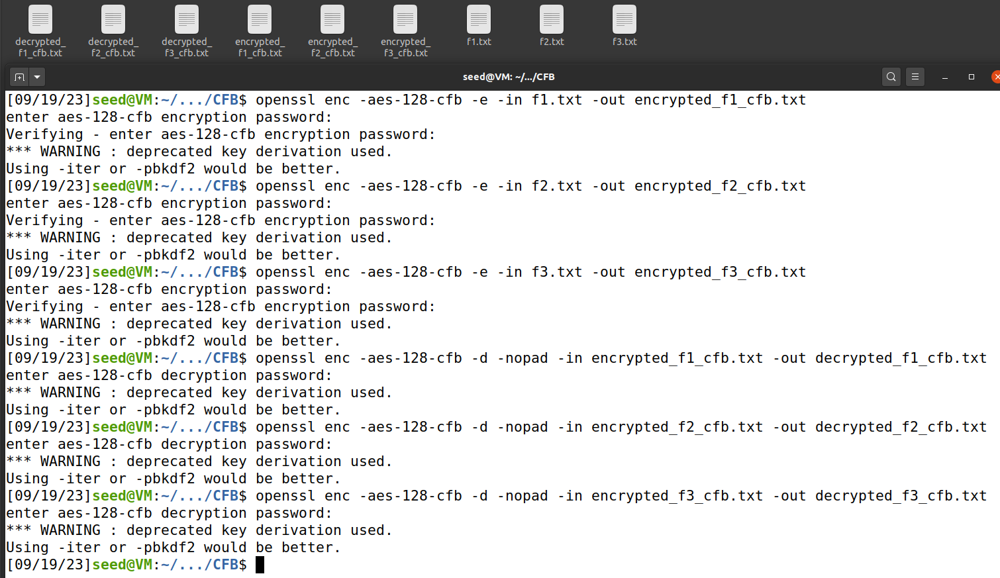 decrypted_
f1_cfb.txt
decrypted_
f2_cfb.txt
decrypted_
f3_cfb.txt
encrypted_
f1_cfb.txt
encrypted_
f2_cfb.txt
encrypted_
f3_cfb.txt
f1.txt
f2.txt
f3.txt
seed@VM: ~/.../CFB
[09/19/23]seed@VM:~/.../CFB$ openssl enc -aes-128-cfb -e -in f1.txt -out encrypted_f1_cfb.txt
enter aes-128-cfb encryption password:
Verifying - enter aes-128-cfb encryption password:
*** WARNING : deprecated key derivation used.
Using -iter or -pbkdf2 would be better.
[09/19/23]seed@VM:~/.../CFB$ openssl enc -aes-128-cfb -e -in f2.txt -out encrypted_f2_cfb.txt
enter aes-128-cfb encryption password:
Verifying - enter aes-128-cfb encryption password:
*** WARNING : deprecated key derivation used.
Using -iter or -pbkdf2 would be better.
[09/19/23]seed@VM:~/.../CFB$ openssl enc -aes-128-cfb -e -in f3.txt -out encrypted_f3_cfb.txt
enter aes-128-cfb encryption password:
Verifying - enter aes-128-cfb encryption password:
*** WARNING : deprecated key derivation used.
Using -iter or -pbkdf2 would be better.
[09/19/23]seed@VM:~/.../CFB$ openssl enc -aes-128-cfb -d -nopad -in encrypted_f1_cfb.txt -out decrypted_f1_cfb.txt
enter aes-128-cfb decryption password:
*** WARNING : deprecated key derivation used.
Using -iter or -pbkdf2 would be better.
[09/19/23]seed@VM:~/.../CFB$ openssl enc -aes-128-cfb -d -nopad -in encrypted_f2_cfb.txt -out decrypted_f2_cfb.txt
enter aes-128-cfb decryption password:
*** WARNING : deprecated key derivation used.
Using -iter or -pbkdf2 would be better.
[09/19/23]seed@VM:~/.../CFB$ openssl enc -aes-128-cfb -d -nopad -in encrypted_f3_cfb.txt -out decrypted_f3_cfb.txt
enter aes-128-cfb decryption password:
*** WARNING : deprecated key derivation used.
Using -iter or -pbkdf2 would be better.
[09/19/23]seed@VM:~/.../CFB$